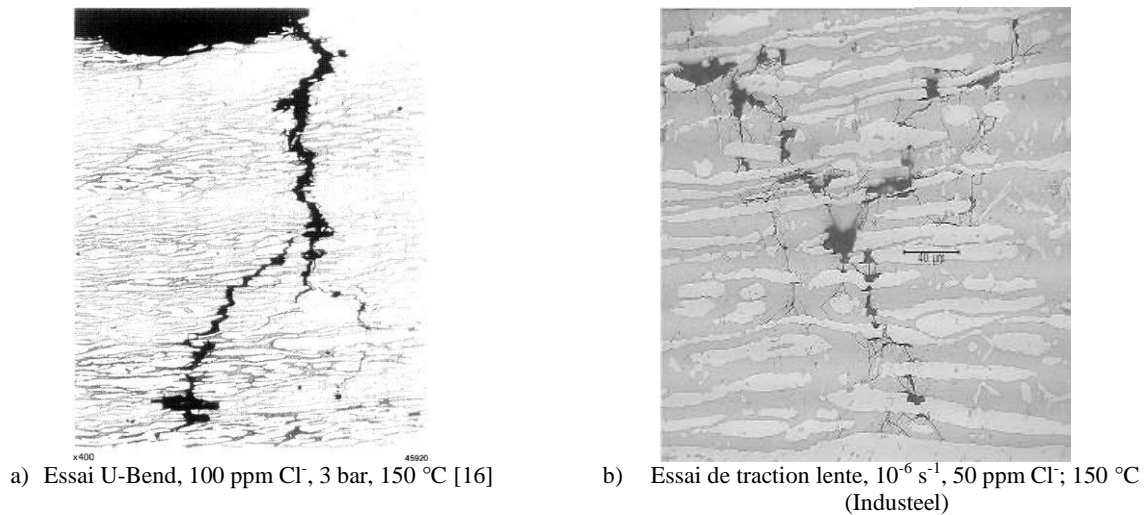 x400
45920
40 µm
a) Essai U-Bend, 100 ppm Cl⁻, 3 bar, 150 °C [16]
b) Essai de traction lente, 10⁻⁶ s⁻¹, 50 ppm Cl⁻; 150 °C
(Industeel)